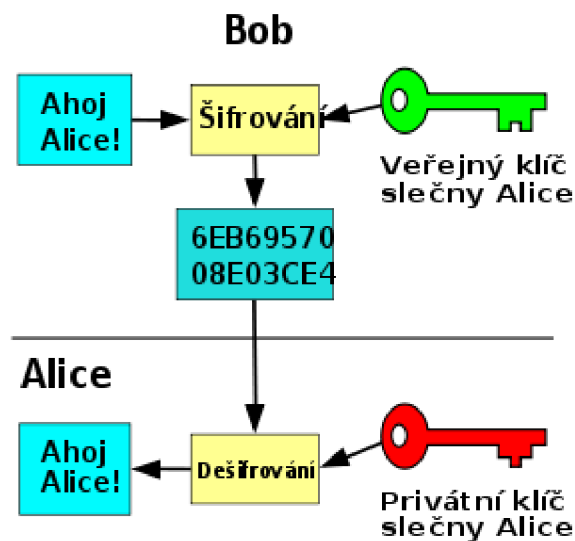 Bob
Ahoj
Alice!
Šifrování
Veřejný klíč
slečny Alice
6EB69570
08E03CE4
Alice
Ahoj
Alice!
Dešifrování
Privátní klíč
slečny Alice